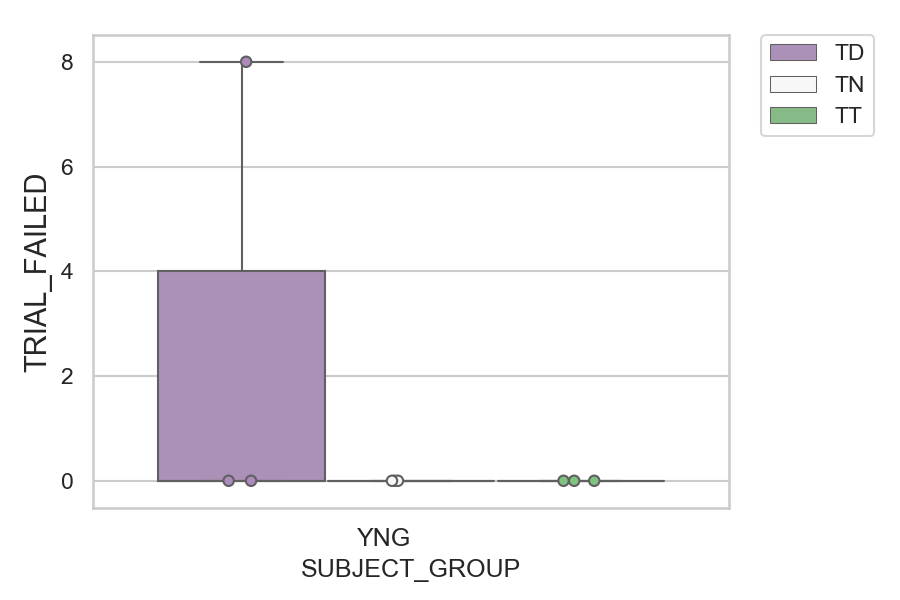 TD
TN
TT
TRIAL_FAILED
8
6
4
2
0
YNG
SUBJECT_GROUP